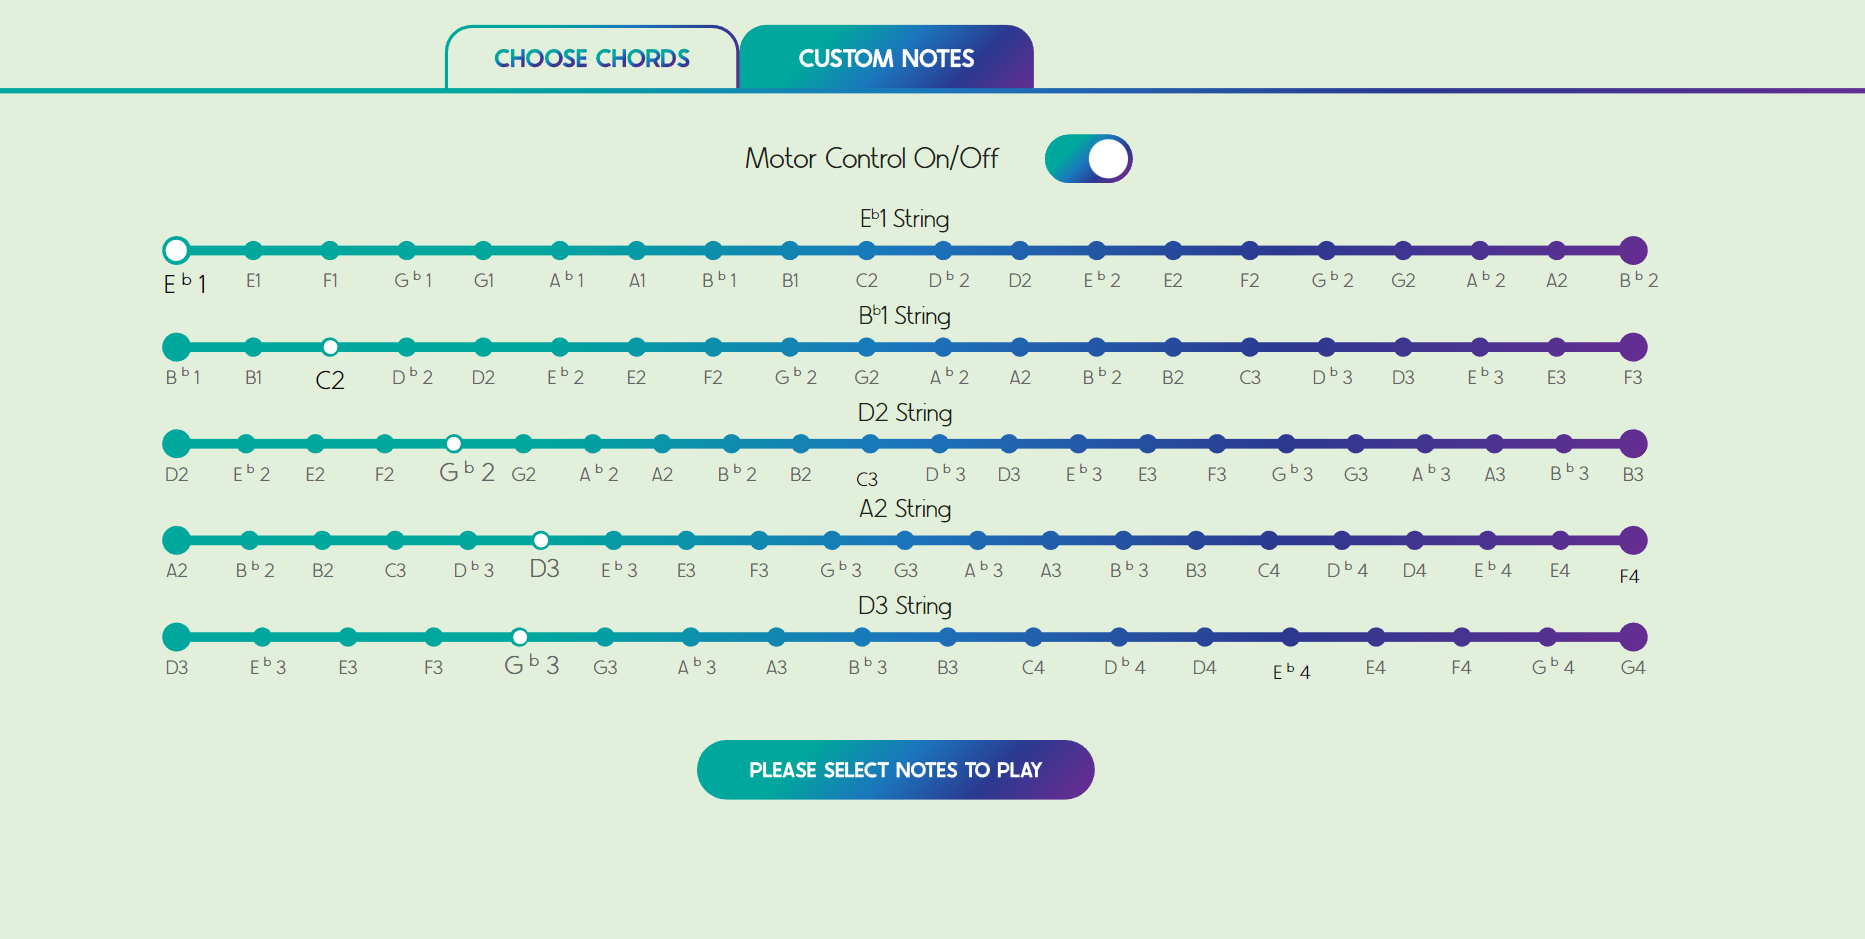 CHOOSE CHORDS CUSTOM NOTES
Motor Control On/Off
E♭1 String
E♭1 E1 F1 G♭1 G1 A♭1 A1 B♭1 B1 C2 D♭2 D2 E♭2 E2 F2 G♭2 G2 A♭2 A2 B♭2
B♭1 String
B♭1 B1 C2 D♭2 D2 E♭2 E2 F2 G♭2 G2 A♭2 A2 B♭2 B2 C3 D♭3 D3 E♭3 E3 F3
D2 String
D2 E♭2 E2 F2 G♭2 G2 A♭2 A2 B♭2 B2 C3 D♭3 D3 E♭3 E3 F3 G♭3 G3 A♭3 A3 B♭3 B3
A2 String
A2 B♭2 B2 C3 D♭3 D3 E♭3 E3 F3 G♭3 G3 A♭3 A3 B♭3 B3 C4 D♭4 D4 E♭4 E4 F4
D3 String
D3 E♭3 E3 F3 G♭3 G3 A♭3 A3 B♭3 B3 C4 D♭4 D4 E♭4 E4 F4 G♭4 G4
PLEASE SELECT NOTES TO PLAY